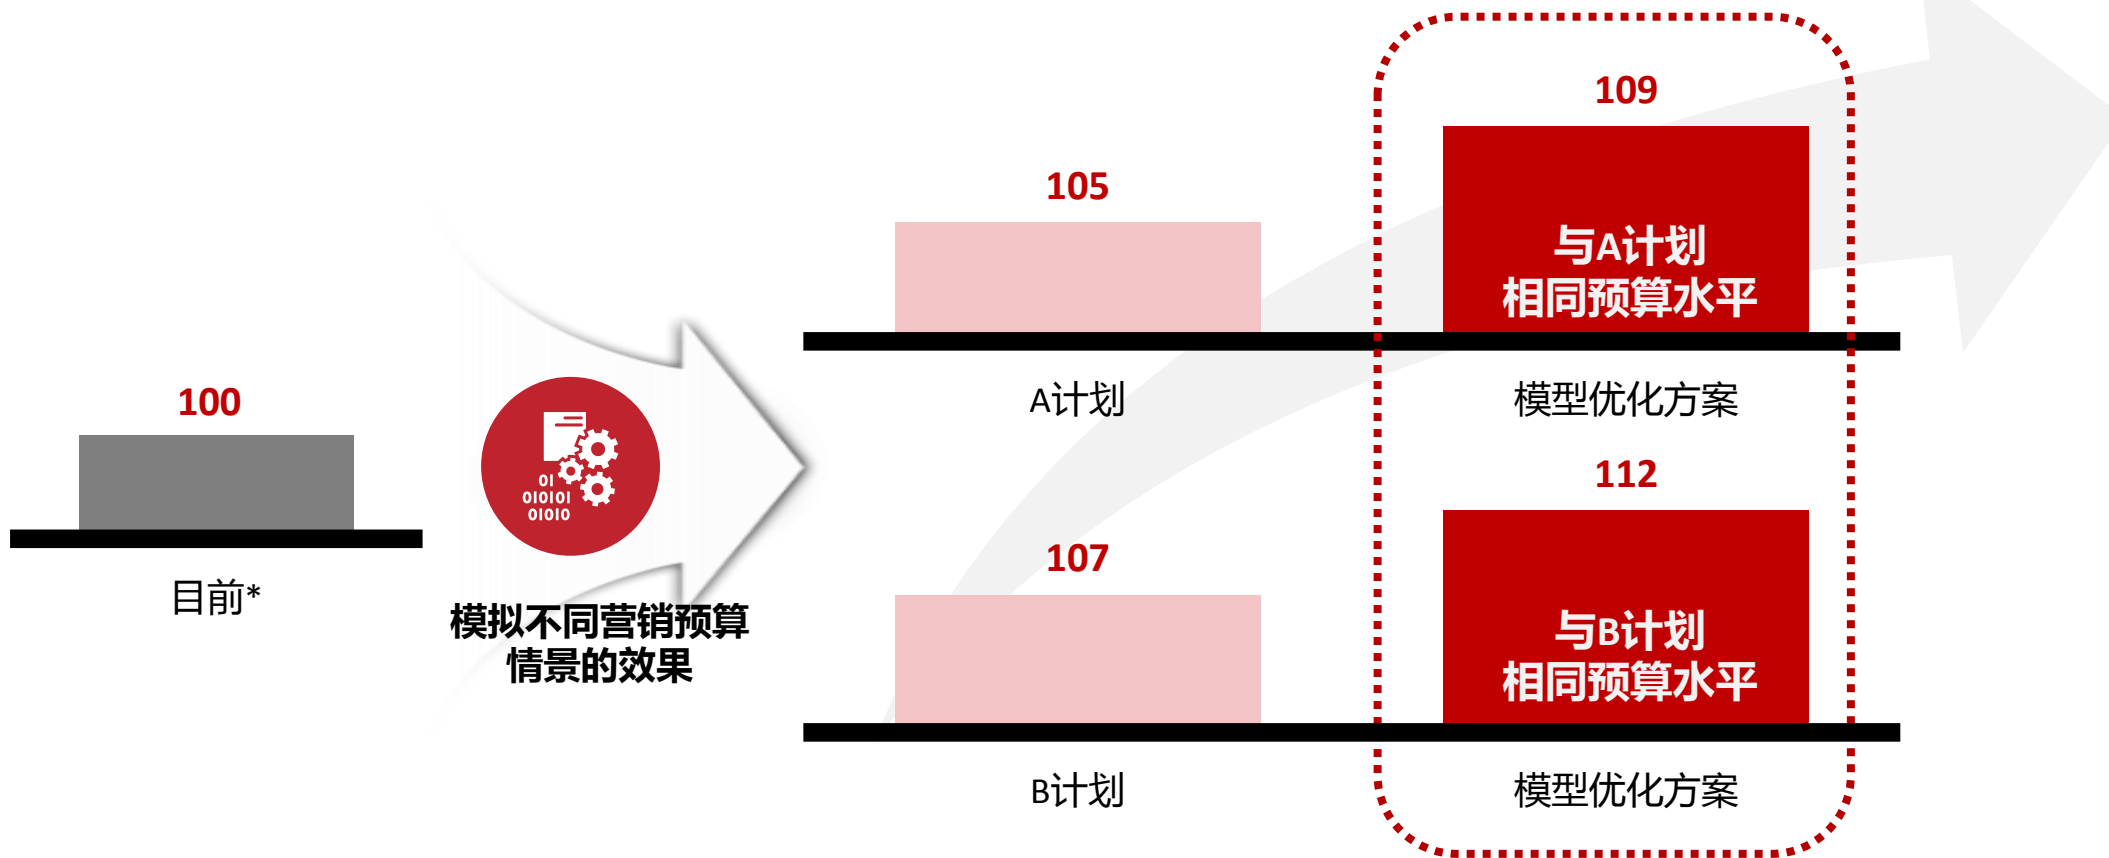 100
目前*
01
010101
01010
模拟不同营销预算
情景的效果
105
A计划
109
与A计划
相同预算水平
模型优化方案
107
B计划
112
与B计划
相同预算水平
模型优化方案